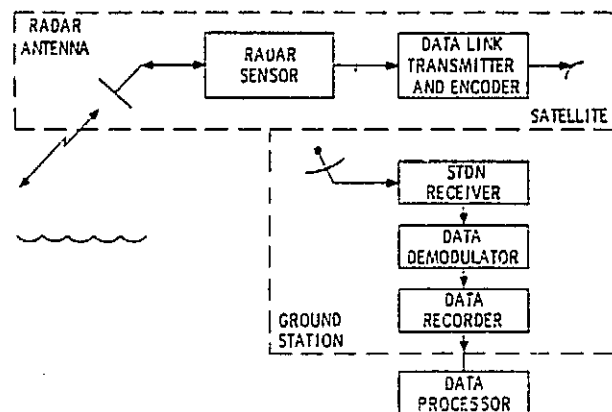 RADAR
ANTENNA
RADAR
SENSOR
DATA LINK
TRANSMITTER
AND ENCODER
SATELLITE
STDN
RECEIVER
DATA
DEMODULATOR
DATA
RECORDER
GROUND
STATION
DATA
PROCESSOR